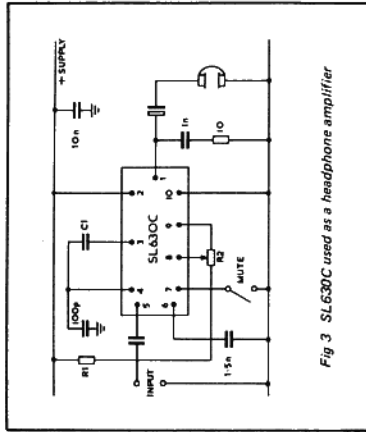 + SUPPLY
10n
1n
10
1
2
10
3
SL630C
9
C1
8
R2
4
7
100p
5
6
MUTE
R1
1·5n
INPUT
Fig 3 SL630C used as a headphone amplifier